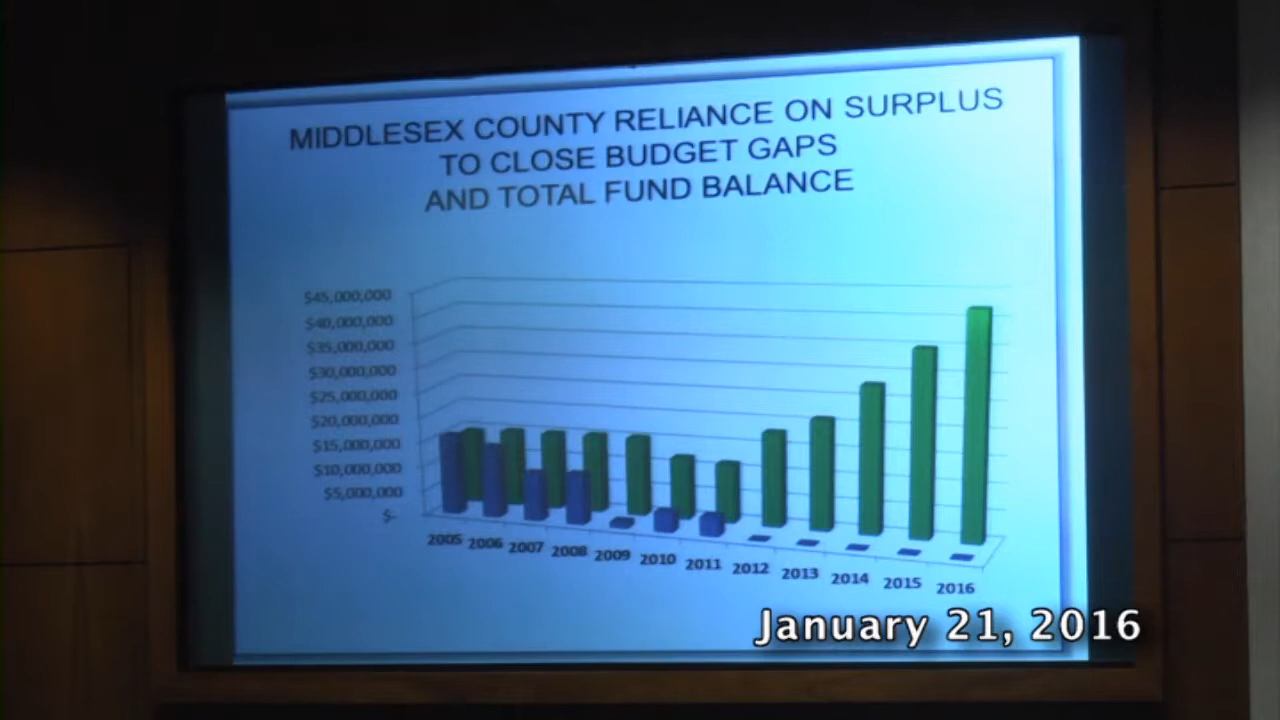 MIDDLESEX COUNTY RELIANCE ON SURPLUS
TO CLOSE BUDGET GAPS
AND TOTAL FUND BALANCE
$45,000,000
$40,000,000
$35,000,000
$30,000,000
$25,000,000
$20,000,000
$15,000,000
$10,000,000
$5,000,000
$-
2005 2006 2007 2008 2009 2010 2011 2012 2013 2014 2015 2016
January 21, 2016